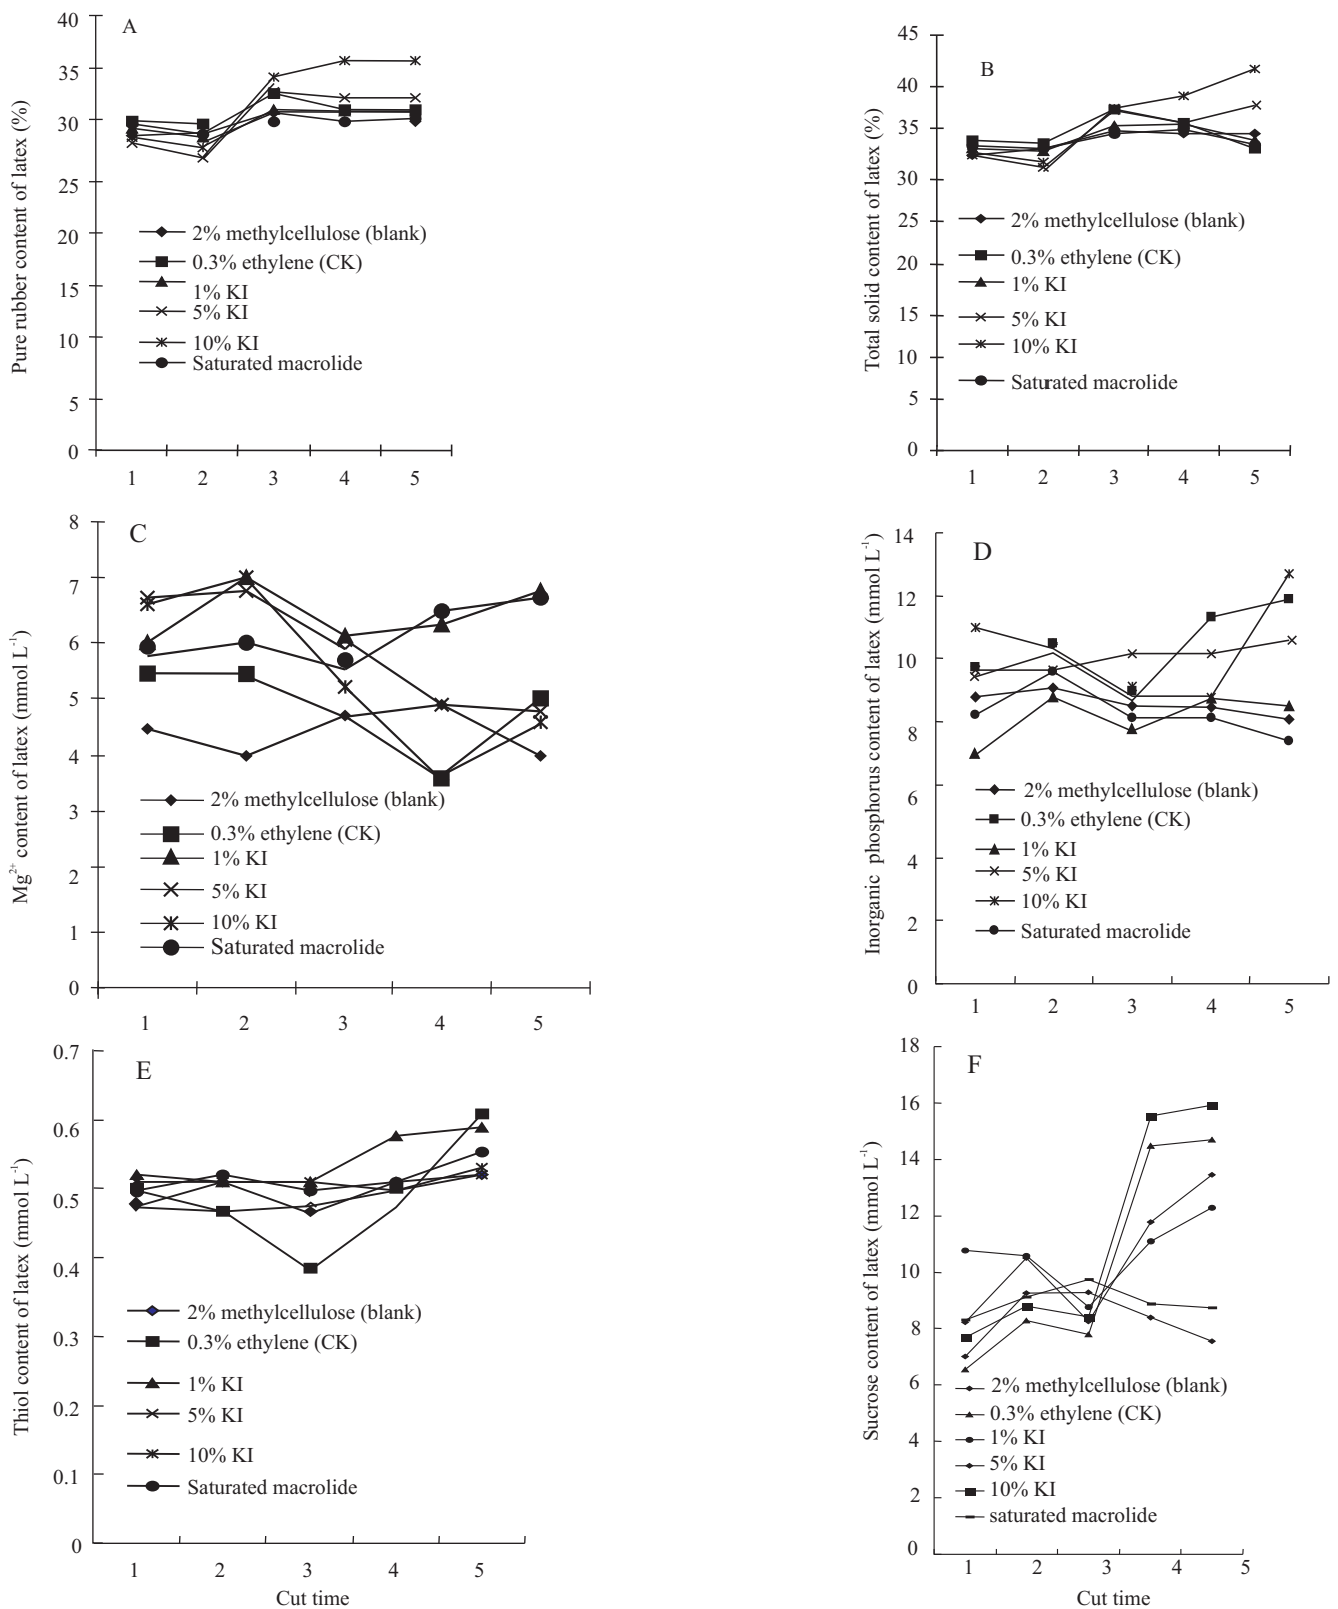 A
Pure rubber content of latex (%)
40
35
30
25
20
15
10
5
0
2% methylcellulose (blank)
0.3% ethylene (CK)
1% KI
5% KI
10% KI
Saturated macrolide
1 2 3 4 5
B
Total solid content of latex (%)
45
40
35
30
25
20
15
10
5
0
2% methylcellulose (blank)
0.3% ethylene (CK)
1% KI
5% KI
10% KI
Saturated macrolide
1 2 3 4 5
C
Mg²⁺ content of latex (mmol L⁻¹)
8
7
6
5
4
3
2
1
0
2% methylcellulose (blank)
0.3% ethylene (CK)
1% KI
5% KI
10% KI
Saturated macrolide
1 2 3 4 5
D
Inorganic phosphorus content of latex (mmol L⁻¹)
14
12
10
8
6
4
2
0
2% methylcellulose (blank)
0.3% ethylene (CK)
1% KI
5% KI
10% KI
Saturated macrolide
1 2 3 4 5
E
Thiol content of latex (mmol L⁻¹)
0.7
0.6
0.5
0.4
0.3
0.2
0.1
0
2% methylcellulose (blank)
0.3% ethylene (CK)
1% KI
5% KI
10% KI
Saturated macrolide
1 2 3 4 5
Cut time
F
Sucrose content of latex (mmol L⁻¹)
18
16
14
12
10
8
6
4
2
0
2% methylcellulose (blank)
0.3% ethylene (CK)
1% KI
5% KI
10% KI
saturated macrolide
1 2 3 4 5
Cut time